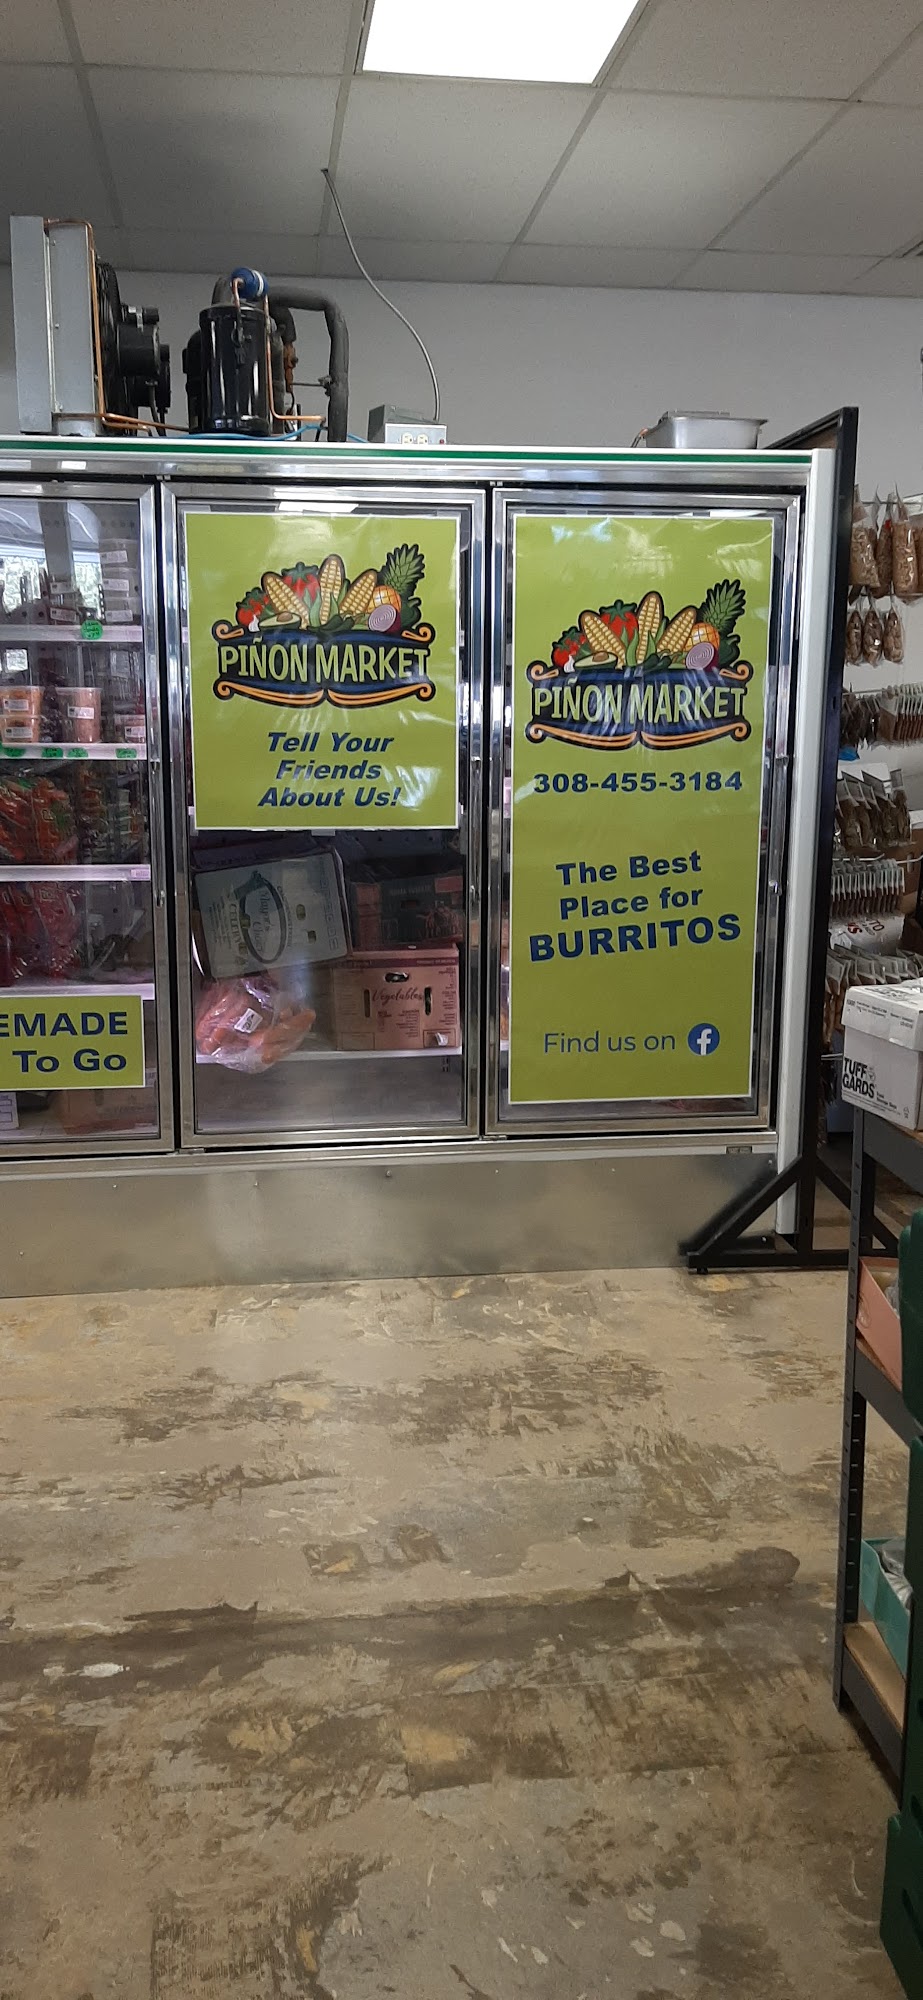 PIÑON MARKET
Tell Your
Friends
About Us!
PIÑON MARKET
308-455-3184
The Best
Place for
BURRITOS
Find us on f
EMADE
To Go
Vegetables
TUFF
GARDS